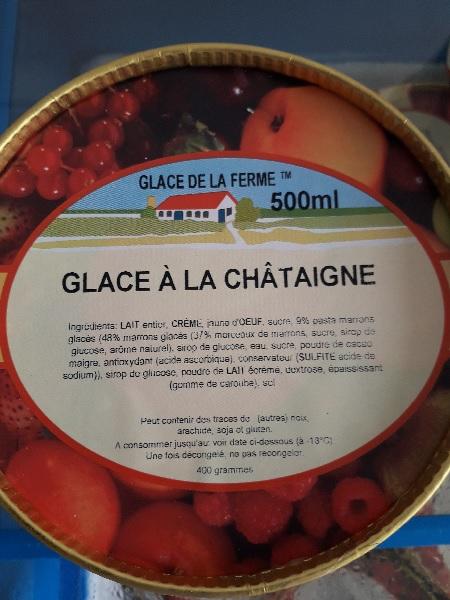 GLACE DE LA FERME ™
500ml
GLACE À LA CHÂTAIGNE
Ingrédients: LAIT entier, CRÈME, jaune d'OEUF, sucre, 9% pasta marrons
glacés (48% marrons glacés (37% morceaux de marrons, sucre, sirop de
glucose, arôme naturel), sirop de glucose, eau, sucre, poudre de cacao
maigre, antioxydant (acide ascorbique), conservateur (SULFITE acide de
sodium)), sirop de glucose, poudre de LAIT écrémé, dextrose, épaississant
(gomme de caroube), sel
Peut contenir des traces de : (autres) noix,
arachide, soja et gluten.
A consommer jusqu'au: voir date ci-dessous (à -18°C).
Une fois décongelé, ne pas recongeler.
400 grammes